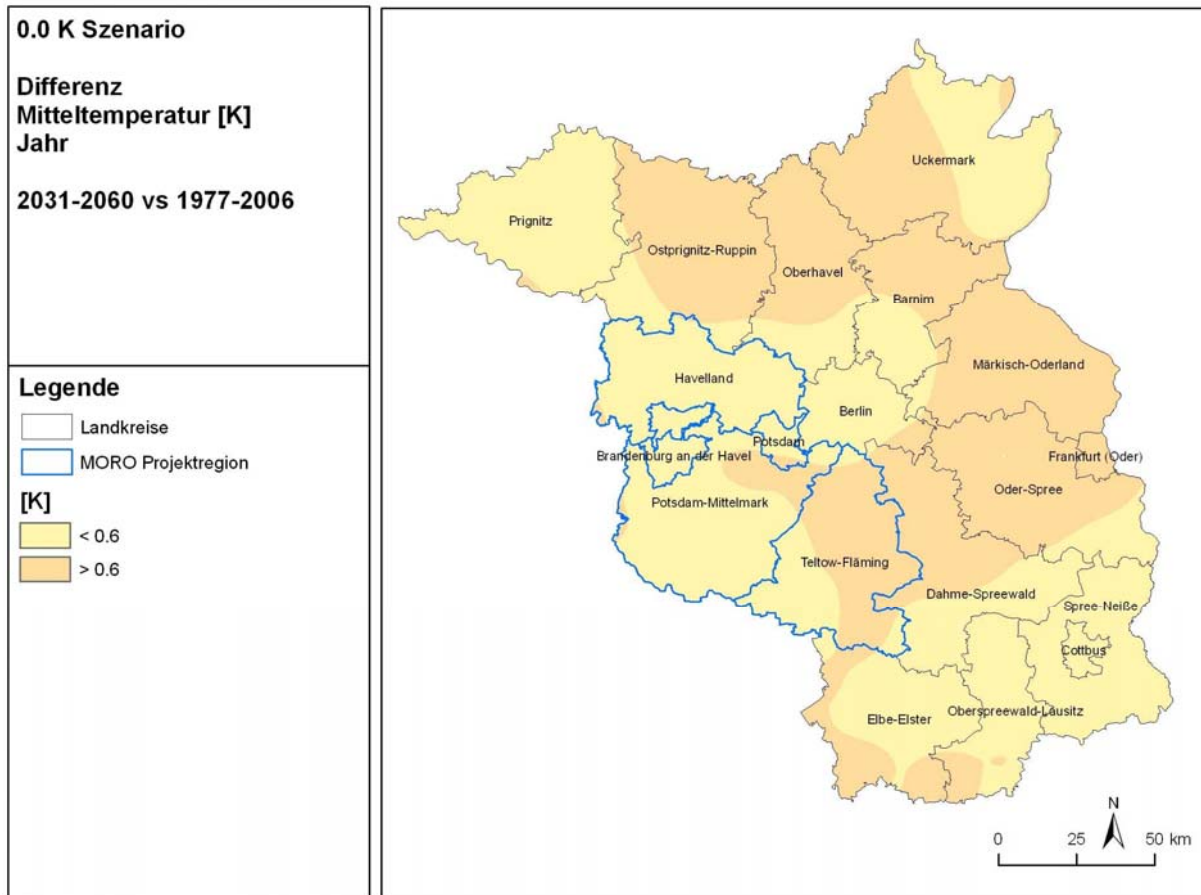 0.0 K Szenario
Differenz
Mitteltemperatur [K]
Jahr
2031-2060 vs 1977-2006
Legende
Landkreise
MORO Projektregion
[K]
< 0.6
> 0.6
Uckermark
Prignitz
Ostprignitz-Ruppin
Oberhavel
Barnim
Märkisch-Oderland
Havelland
Berlin
Potsdam
Brandenburg an der Havel
Frankfurt (Oder)
Oder-Spree
Potsdam-Mittelmark
Teltow-Fläming
Dahme-Spreewald
Spree-Neiße
Cottbus
Elbe-Elster
Oberspreewald-Lausitz
N
0 25 50 km